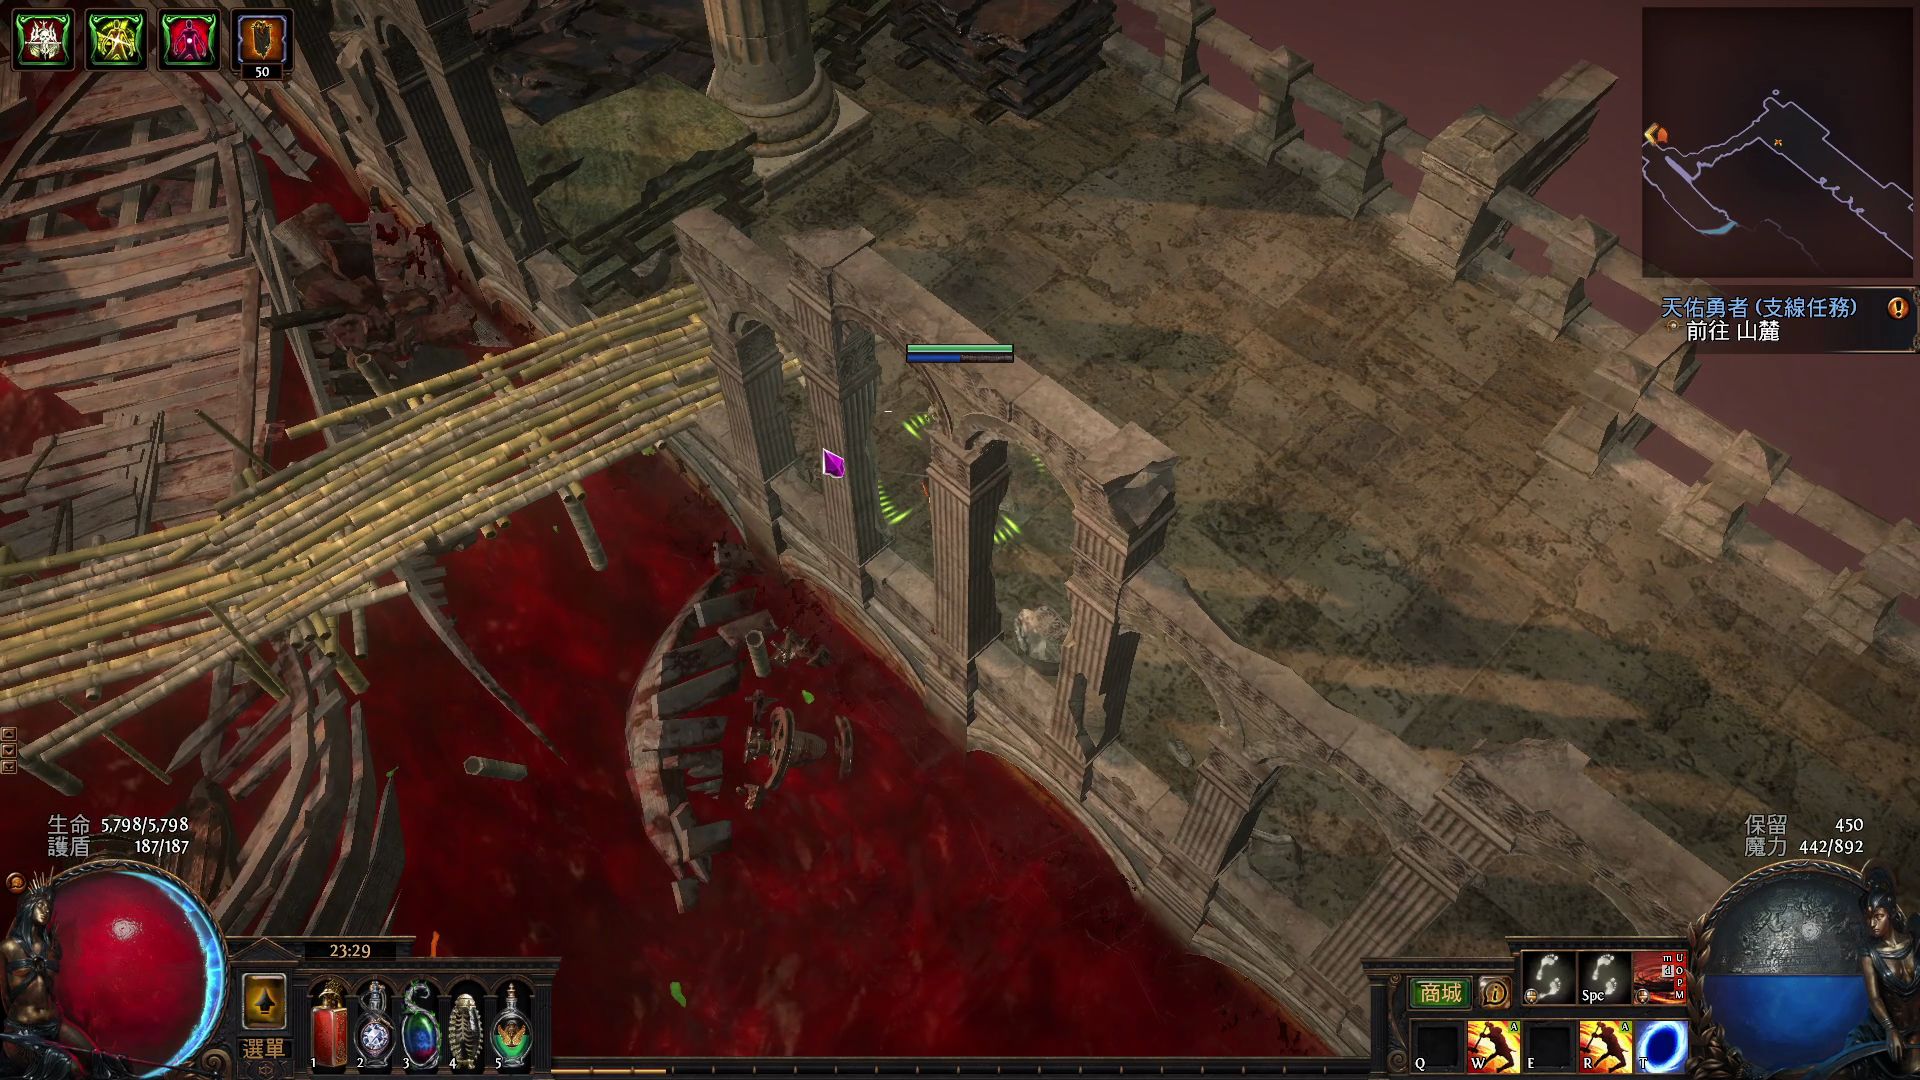 50
天佑勇者 (支線任務)
前往 山麓
生命 5,798/5,798
護盾 187/187
保留 450
魔力 442/892
23:29
選單
1
2
3
4
5
商城
Spc
m U
d O
P
M
Q
W
A
E
R
A
T